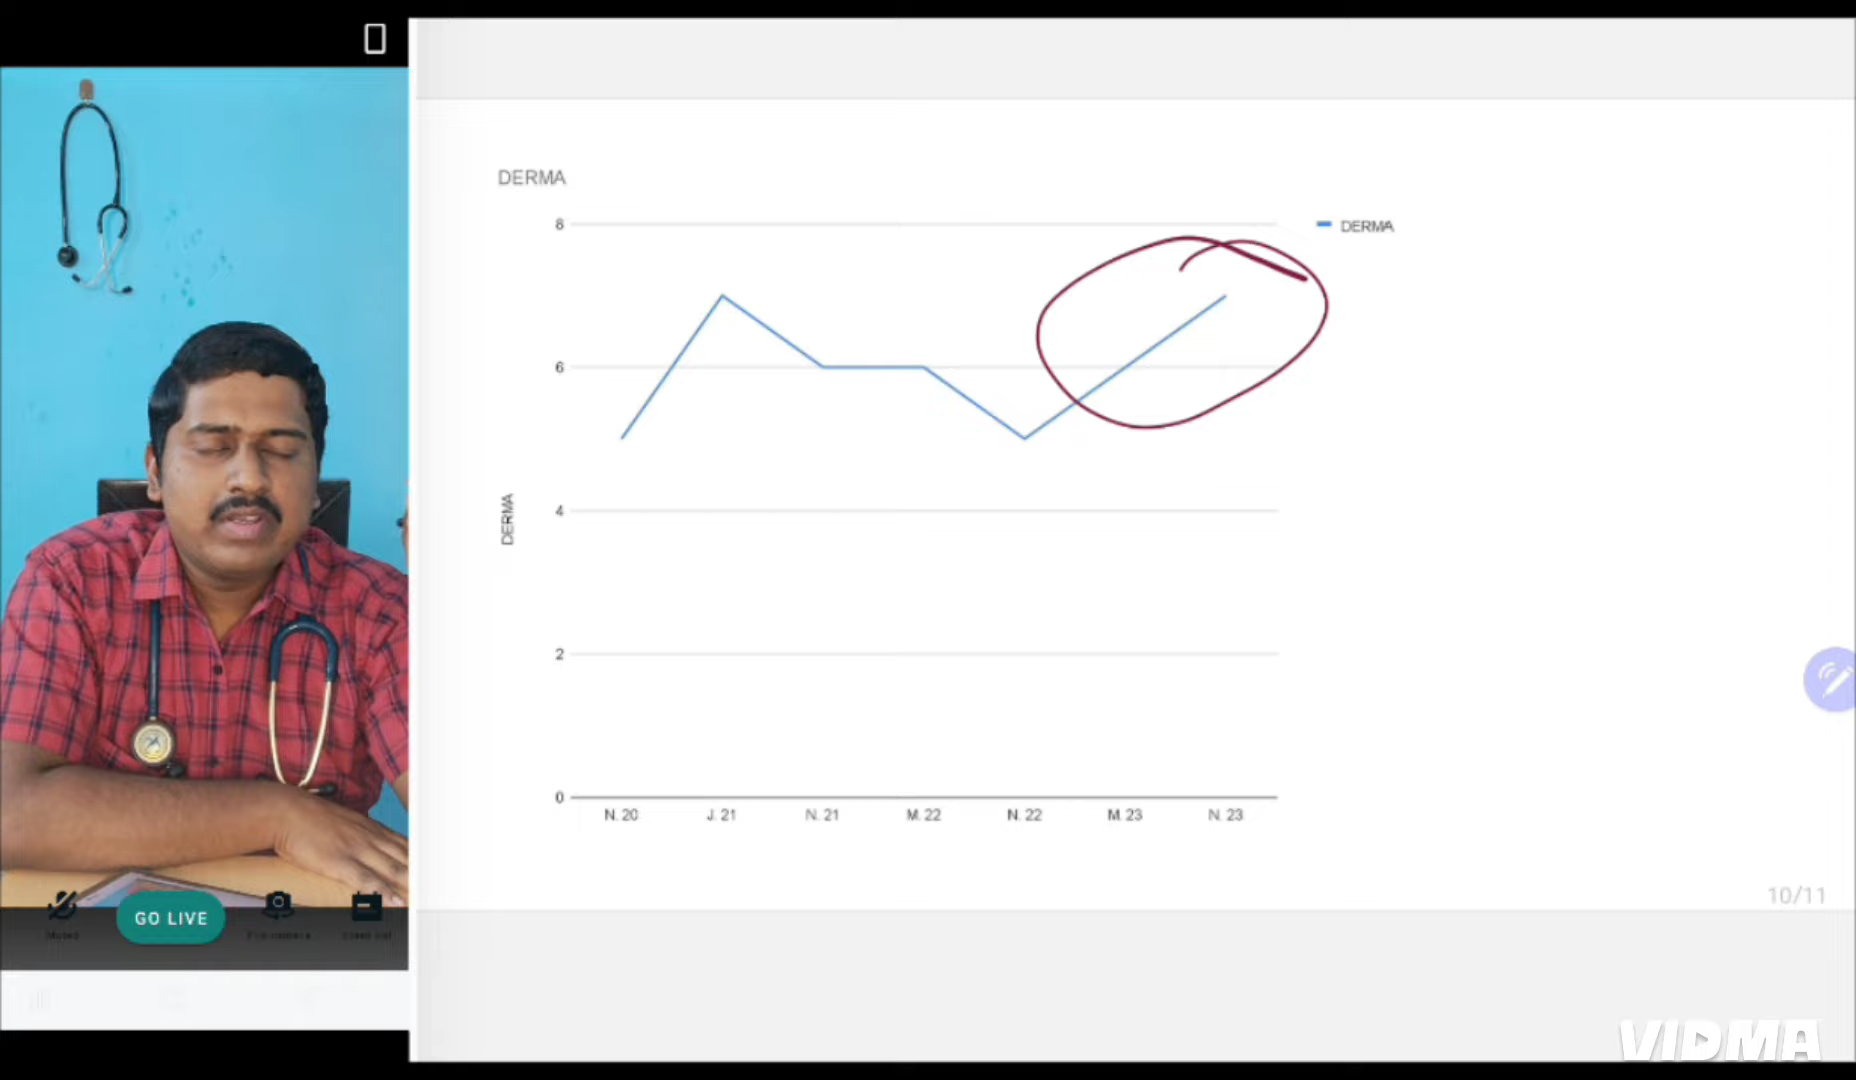 DERMA
DERMA
8
6
4
2
0
DERMA
N. 20 J. 21 N. 21 M. 22 N. 22 M. 23 N. 23
10/11
GO LIVE
VIDMA